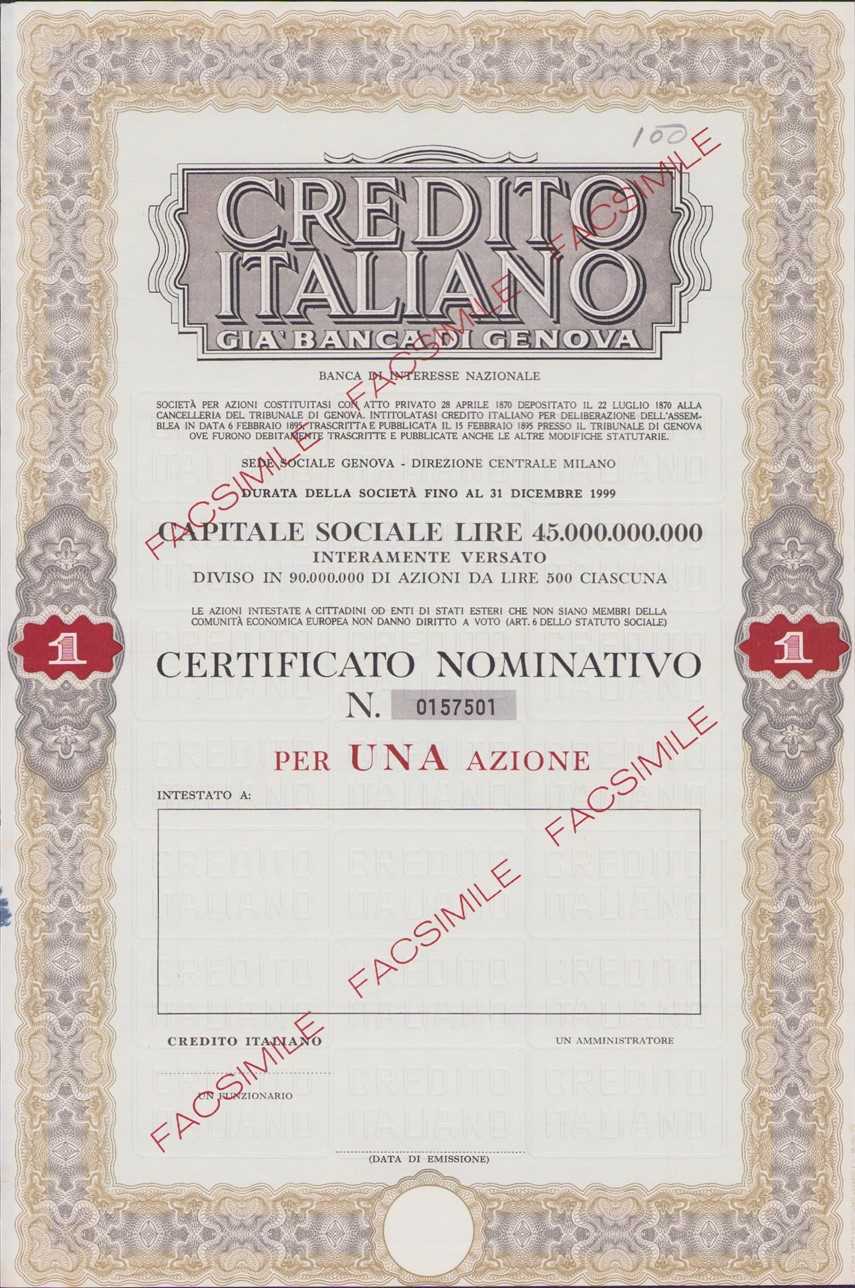 100
CREDITO
ITALIANO
GIA' BANCA DI GENOVA
BANCA DI INTERESSE NAZIONALE
SOCIETÀ PER AZIONI COSTITUITASI CON ATTO PRIVATO 28 APRILE 1870 DEPOSITATO IL 22 LUGLIO 1870 ALLA
CANCELLERIA DEL TRIBUNALE DI GENOVA. INTITOLATASI CREDITO ITALIANO PER DELIBERAZIONE DELL'ASSEM-
BLEA IN DATA 6 FEBBRAIO 1895, TRASCRITTA E PUBBLICATA IL 15 FEBBRAIO 1895 PRESSO IL TRIBUNALE DI GENOVA
OVE FURONO DEBITAMENTE TRASCRITTE E PUBBLICATE ANCHE LE ALTRE MODIFICHE STATUTARIE.
SEDE SOCIALE GENOVA - DIREZIONE CENTRALE MILANO
DURATA DELLA SOCIETÀ FINO AL 31 DICEMBRE 1999
CAPITALE SOCIALE LIRE 45.000.000.000
INTERAMENTE VERSATO
DIVISO IN 90.000.000 DI AZIONI DA LIRE 500 CIASCUNA
LE AZIONI INTESTATE A CITTADINI OD ENTI DI STATI ESTERI CHE NON SIANO MEMBRI DELLA
COMUNITÀ ECONOMICA EUROPEA NON DANNO DIRITTO A VOTO (ART. 6 DELLO STATUTO SOCIALE)
1
1
CERTIFICATO NOMINATIVO
N. 0157501
PER UNA AZIONE
INTESTATO A:
CREDITO ITALIANO
UN AMMINISTRATORE
UN FUNZIONARIO
(DATA DI EMISSIONE)
FACSIMILE FACSIMILE FACSIMILE
FACSIMILE FACSIMILE FACSIMILE